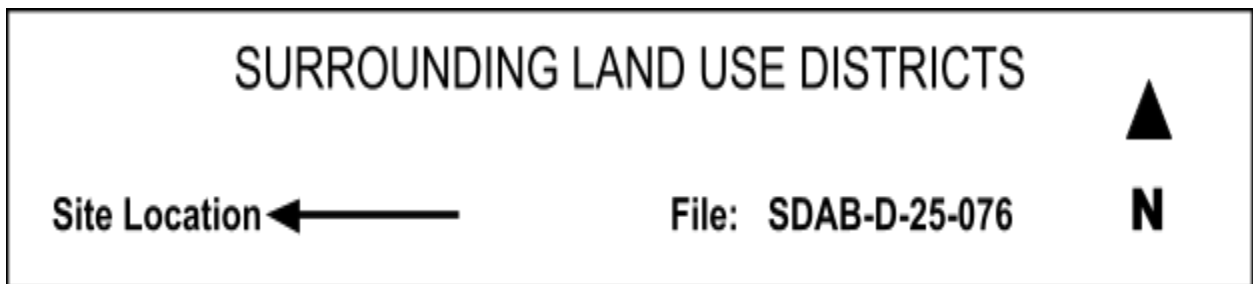 SURROUNDING LAND USE DISTRICTS
Site Location
File: SDAB-D-25-076
N